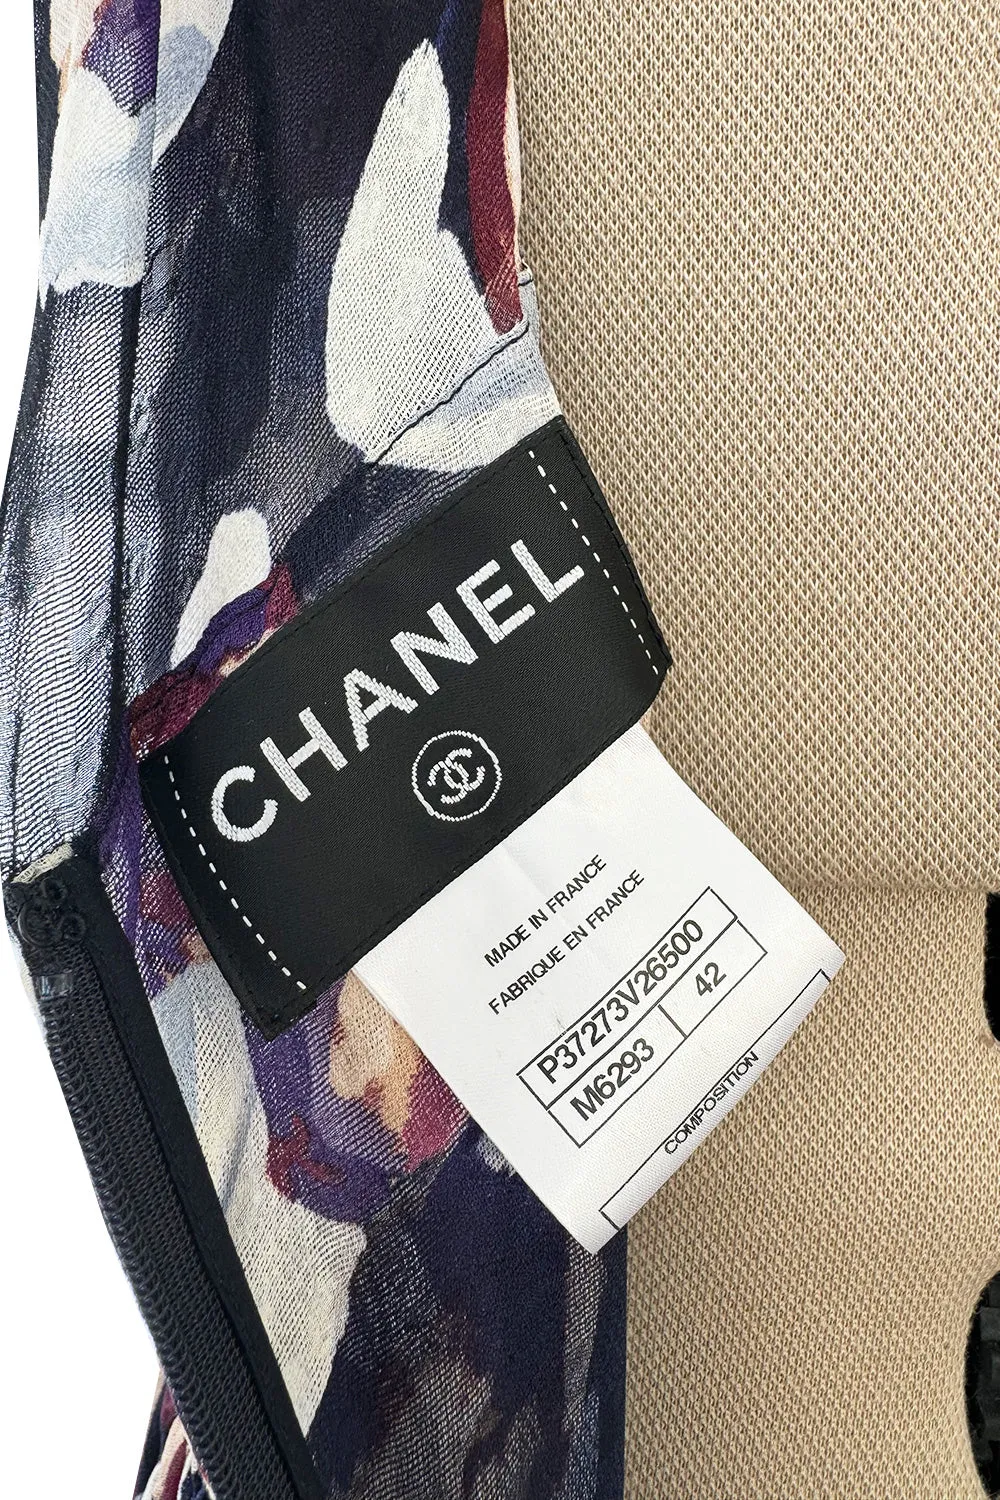 CHANEL
MADE IN FRANCE
FABRIQUE EN FRANCE
P37273V26500
M6293 42
COMPOSITION